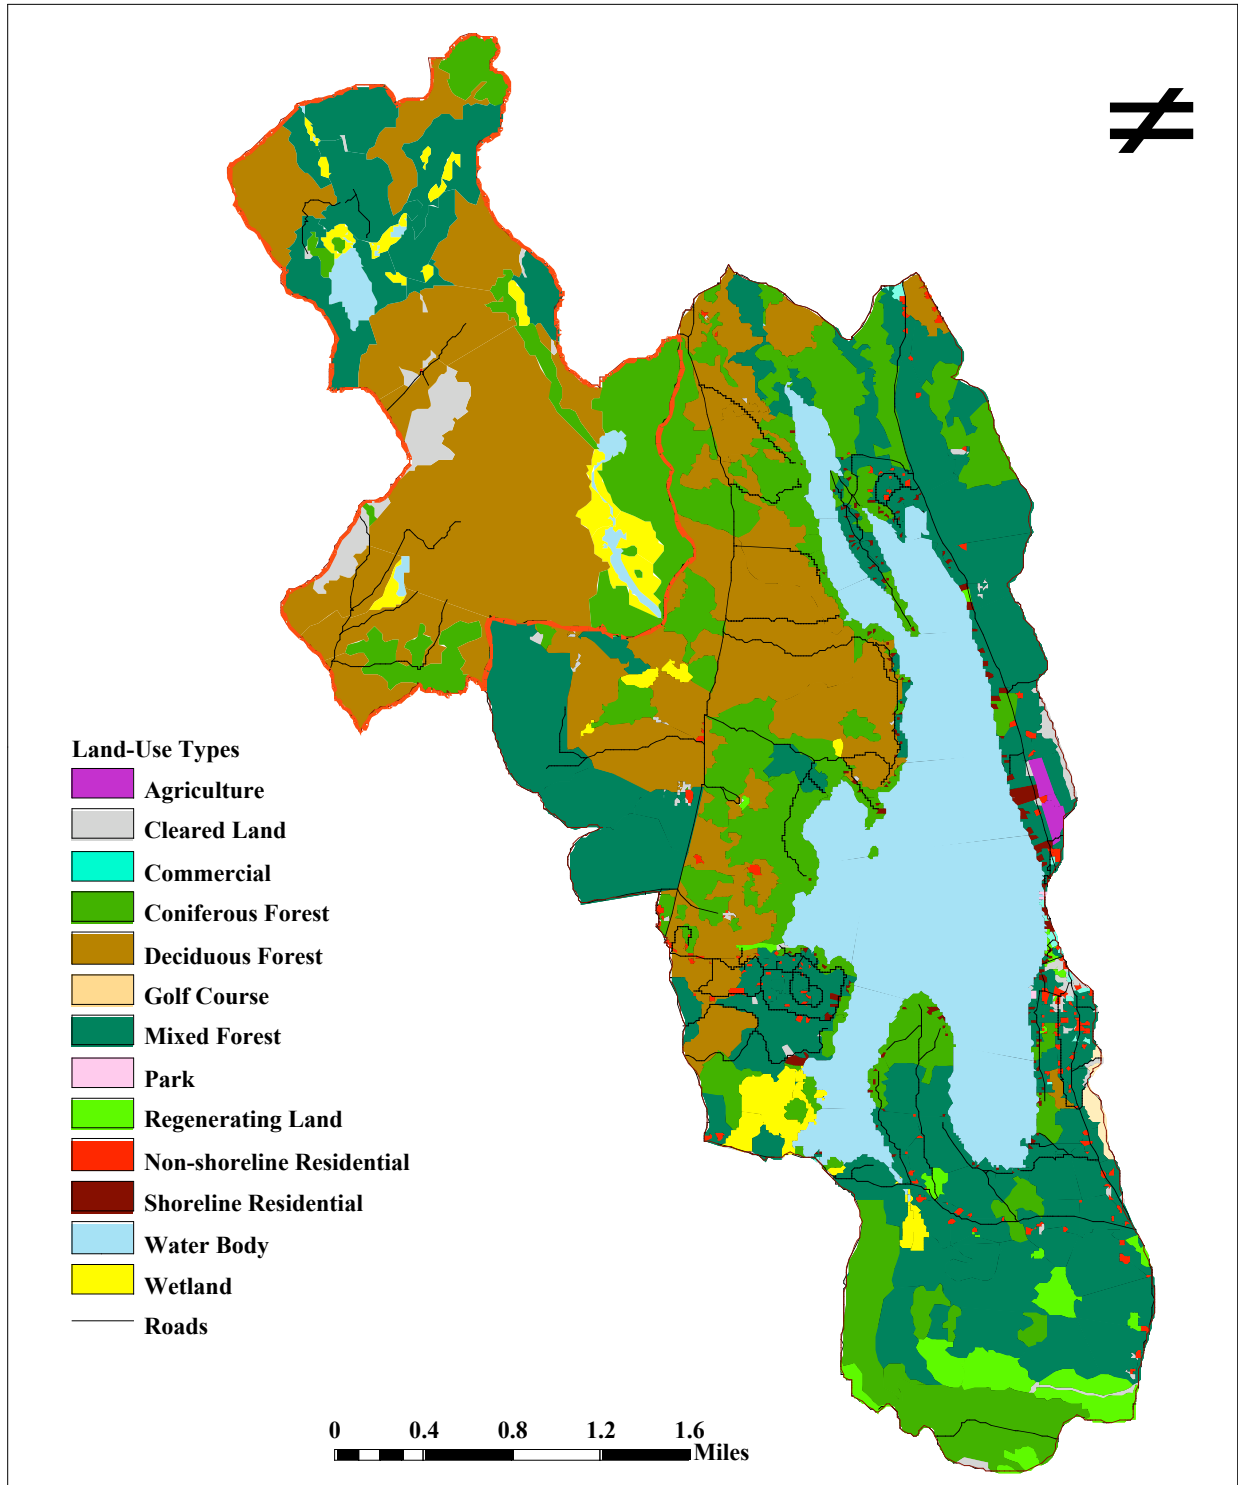 ≠
Land-Use Types
Agriculture
Cleared Land
Commercial
Coniferous Forest
Deciduous Forest
Golf Course
Mixed Forest
Park
Regenerating Land
Non-shoreline Residential
Shoreline Residential
Water Body
Wetland
Roads
0 0.4 0.8 1.2 1.6
Miles